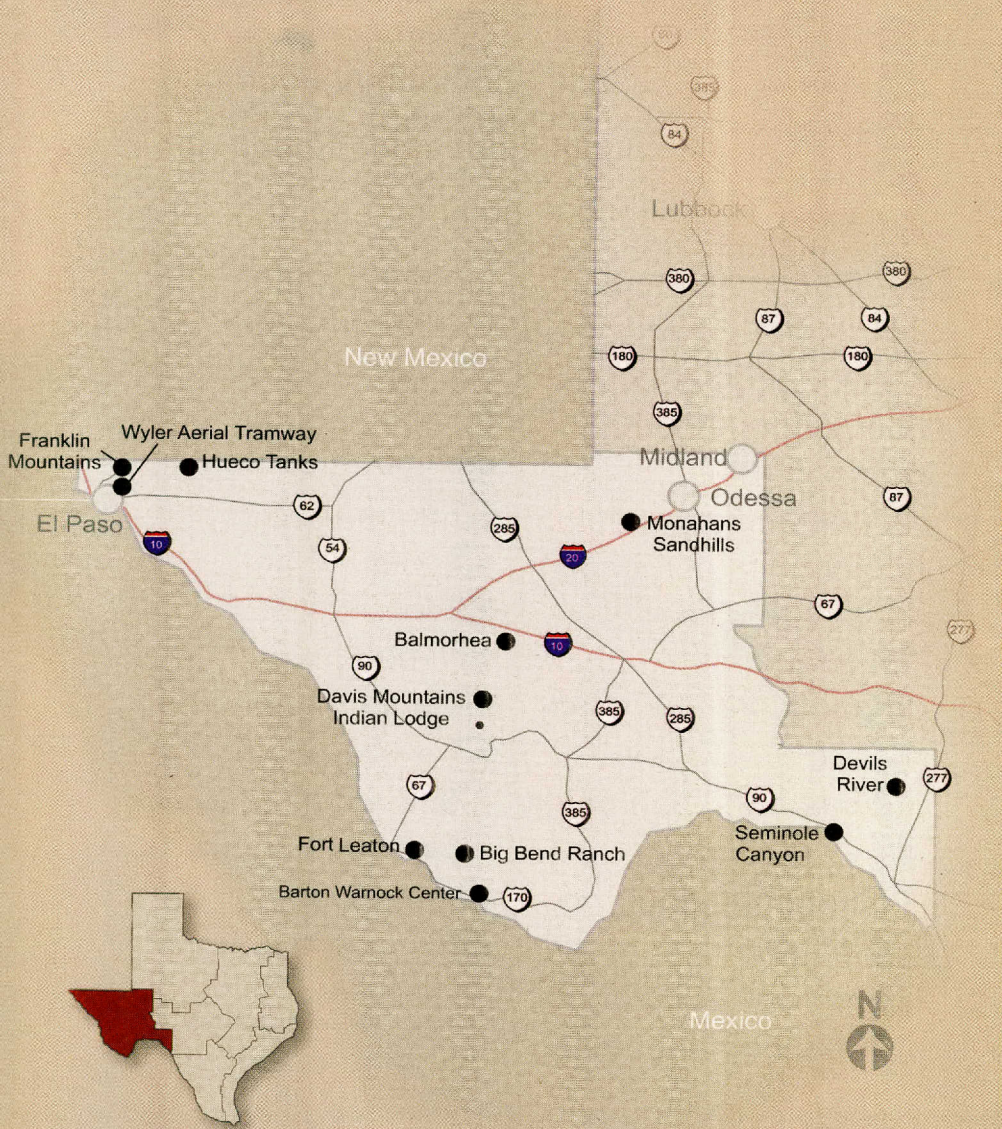 60
385
84
Lubbock
380
380
87
84
New Mexico
180
180
385
Franklin
Mountains
Wyler Aerial Tramway
Hueco Tanks
Midland
Odessa
El Paso
62
285
87
Monahans
Sandhills
10
54
20
67
277
Balmorhea
10
90
Davis Mountains
Indian Lodge
385
285
Devils
River
277
67
90
385
Seminole
Canyon
Fort Leaton
Big Bend Ranch
Barton Warnock Center
170
Mexico
N